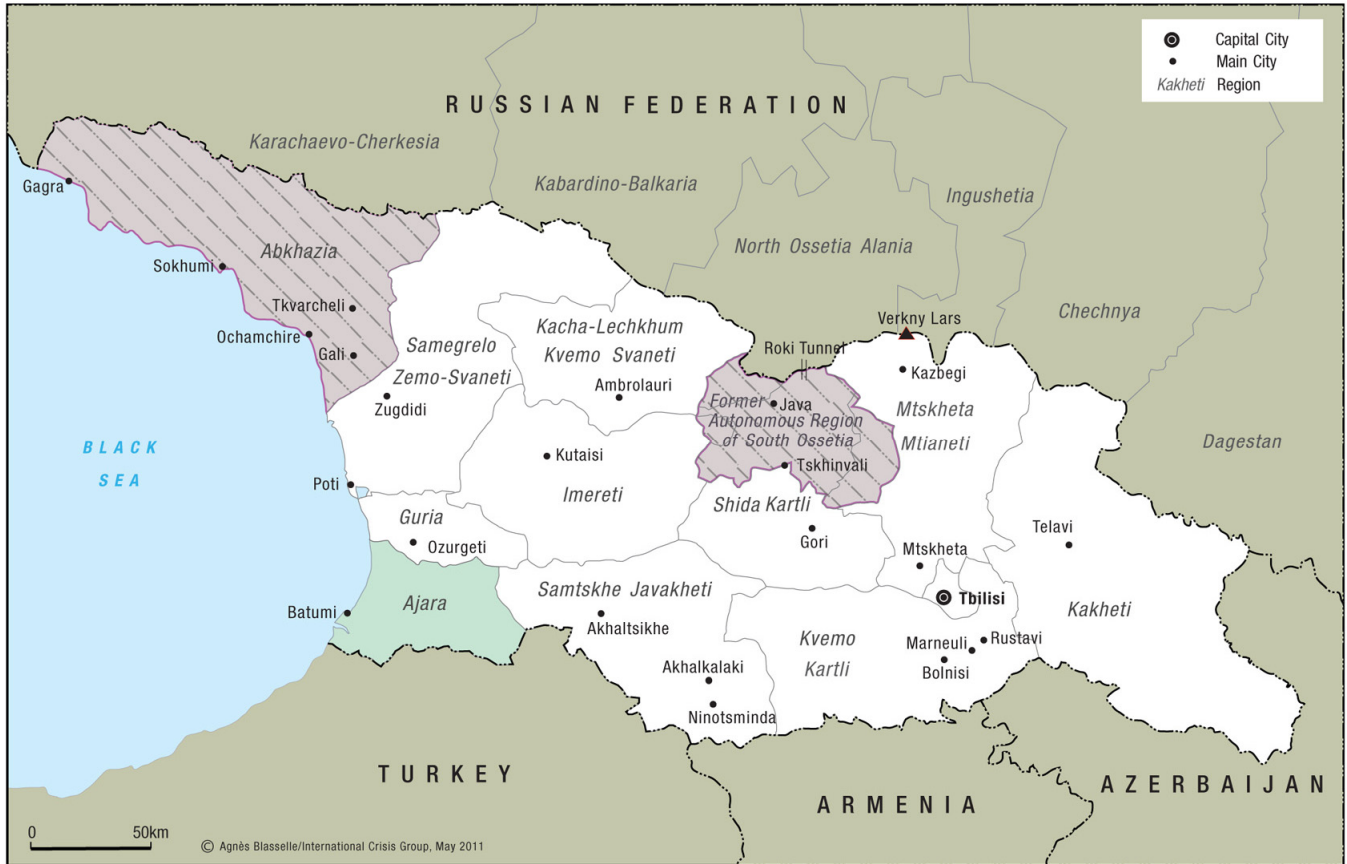 Capital City
Main City
Kakheti Region
RUSSIAN FEDERATION
Karachaevo-Cherkesia
Kabardino-Balkaria
Ingushetia
North Ossetia Alania
Chechnya
Dagestan
Gagra
Abkhazia
Sokhumi
Tkvarcheli
Ochamchire
Gali
Samegrelo
Zemo-Svaneti
Zugdidi
Kacha-Lechkhum
Kvemo Svaneti
Ambrolauri
Verkny Lars
Roki Tunnel
Kazbegi
Former
Autonomous Region
of South Ossetia
Java
Tskhinvali
Mtskheta
Mtianeti
BLACK
SEA
Poti
Kutaisi
Imereti
Shida Kartli
Gori
Guria
Ozurgeti
Mtskheta
Telavi
Tbilisi
Kakheti
Batumi
Ajara
Samtskhe Javakheti
Akhaltsikhe
Kvemo
Kartli
Marneuli
Rustavi
Bolnisi
Akhalkalaki
Ninotsminda
TURKEY
ARMENIA
AZERBAIJAN
0 50km
© Agnès Blasselle/International Crisis Group, May 2011